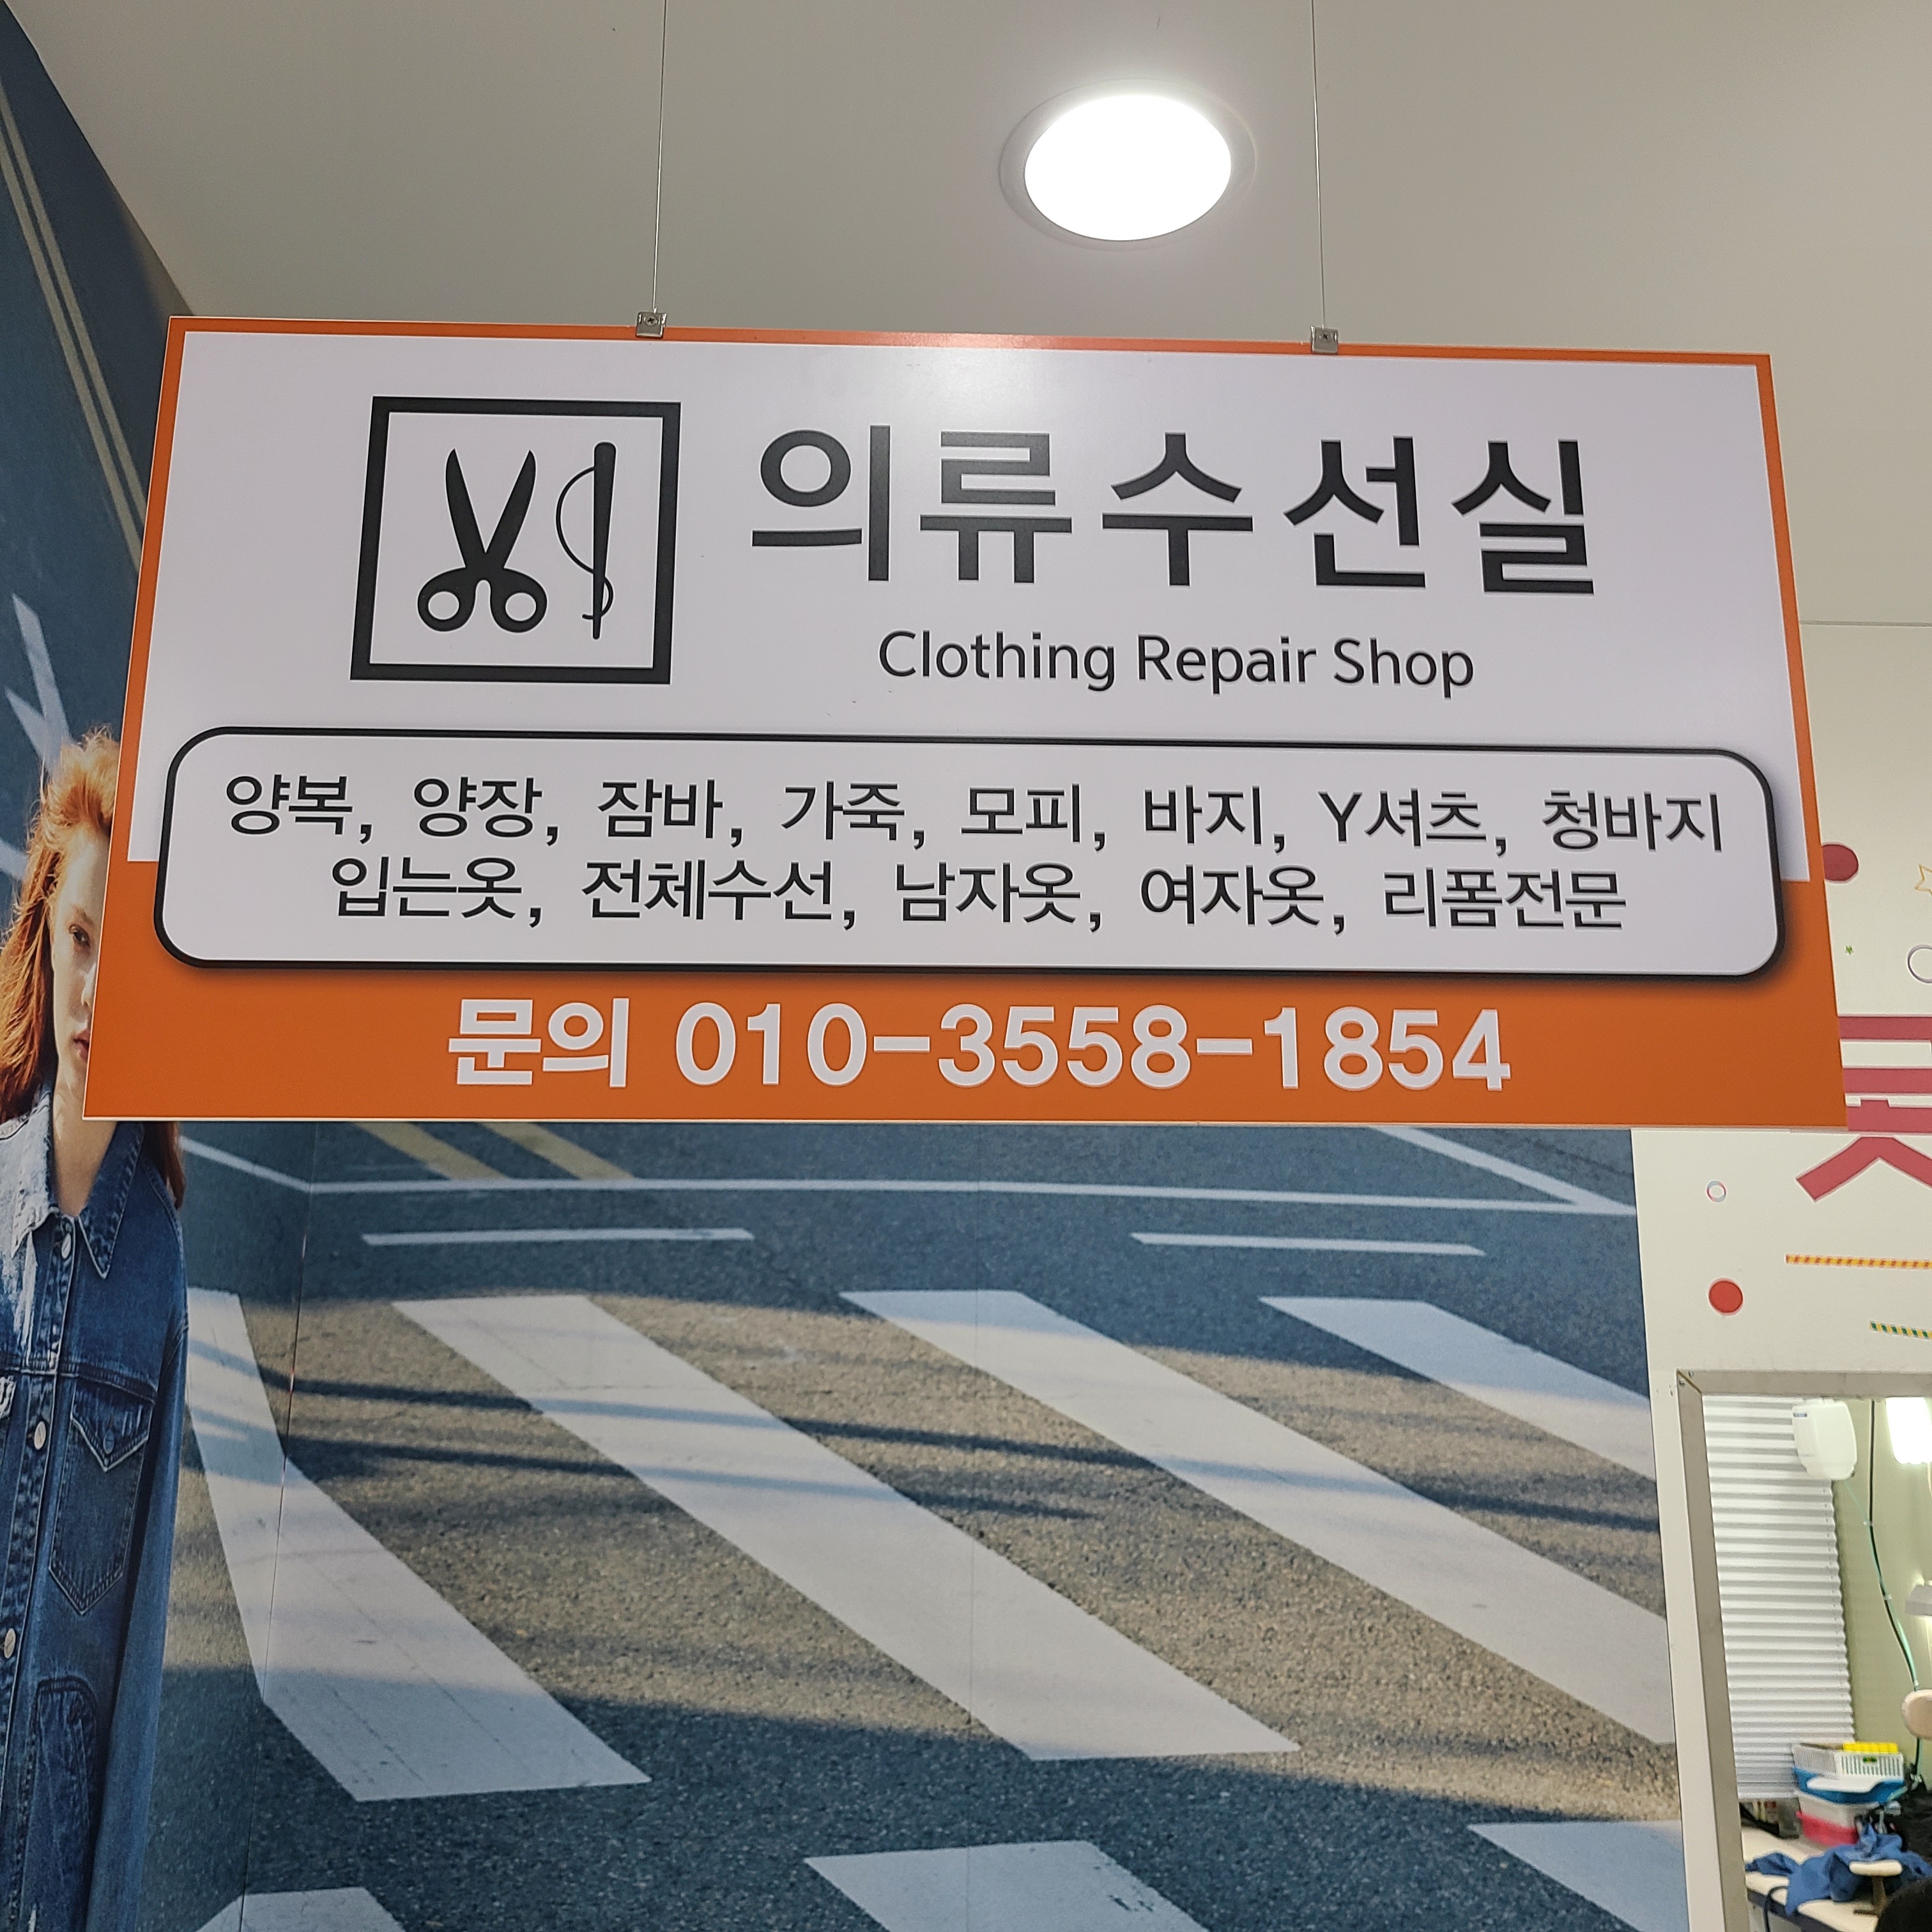 의류수선실
Clothing Repair Shop
양복, 양장, 잠바, 가죽, 모피, 바지, Y셔츠, 청바지
입는옷, 전체수선, 남자옷, 여자옷, 리폼전문
문의 010-3558-1854